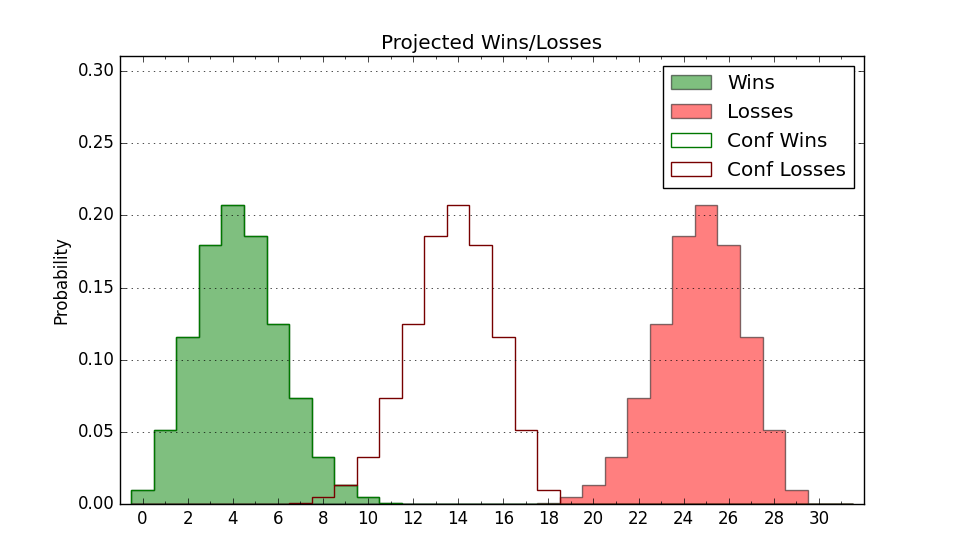 Projected Wins/Losses
0.30
0.25
0.20
0.15
0.10
0.05
0.00
Probability
Wins
Losses
Conf Wins
Conf Losses
0 2 4 6 8 10 12 14 16 18 20 22 24 26 28 30